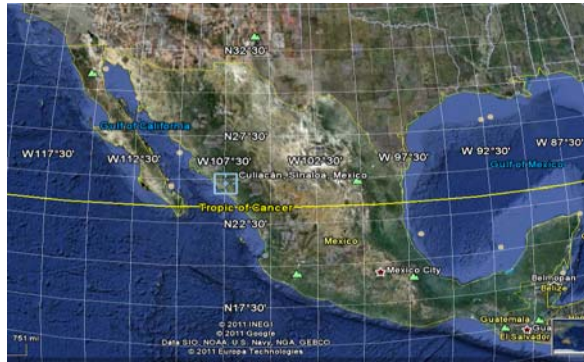 N32°30'
Gulf of California
N27°30'
W117°30'
W112°30'
W107°30'
W102°30'
W 97°30'
W 92°30'
W 87°30'
Gulf of Mexico
Culiacán, Sinaloa, Mexico
Tropic of Cancer
N22°30'
Mexico
Mexico City
Belmopan
Belize
N17°30'
Guatemala
Gua
El Salvador
751 mi
© 2011 INEGI
© 2011 Google
Data SIO, NOAA, U.S. Navy, NGA, GEBCO
© 2011 Europa Technologies